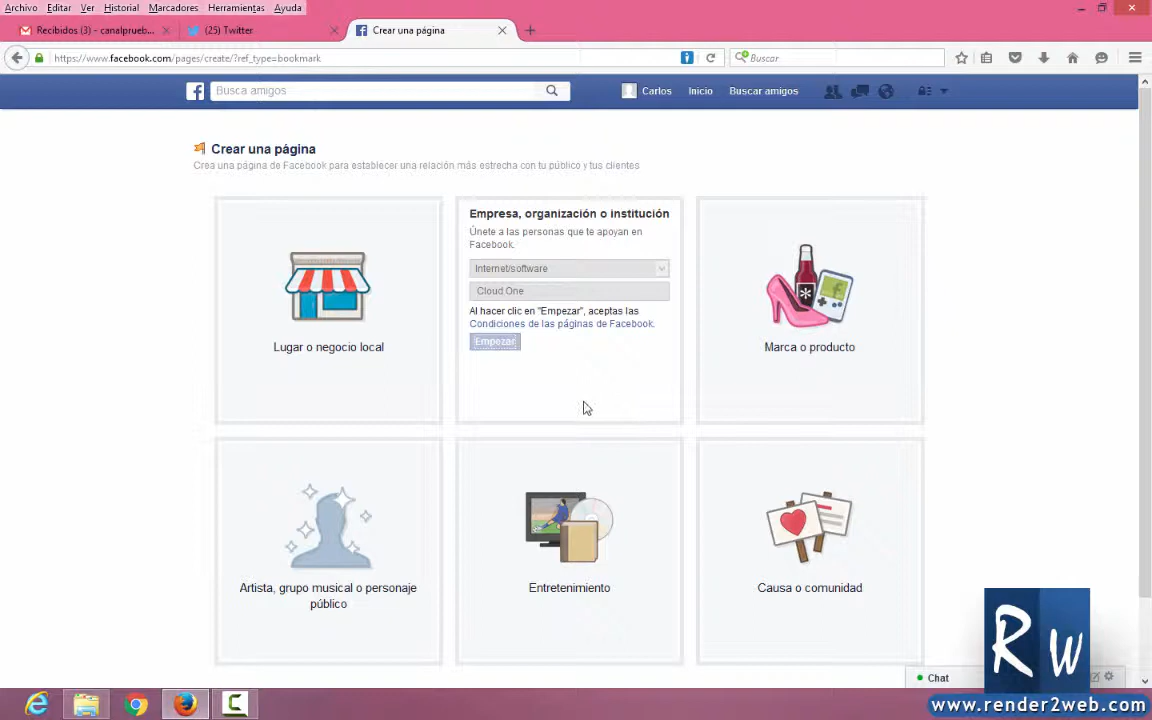 Archivo Editar Ver Historial Marcadores Herramientas Ayuda
Recibidos (3) - canalprueb...
(25) Twitter
Crear una página
https://www.facebook.com/pages/create/?ref_type=bookmark
Buscar
Busca amigos
Carlos Inicio Buscar amigos
Crear una página
Crea una página de Facebook para establecer una relación más estrecha con tu público y tus clientes
Lugar o negocio local
Empresa, organización o institución
Únete a las personas que te apoyan en
Facebook.
Internet/software
Cloud One
Al hacer clic en "Empezar", aceptas las
Condiciones de las páginas de Facebook.
Empezar
Marca o producto
Artista, grupo musical o personaje
público
Entretenimiento
Causa o comunidad
Chat
RW
www.render2web.com